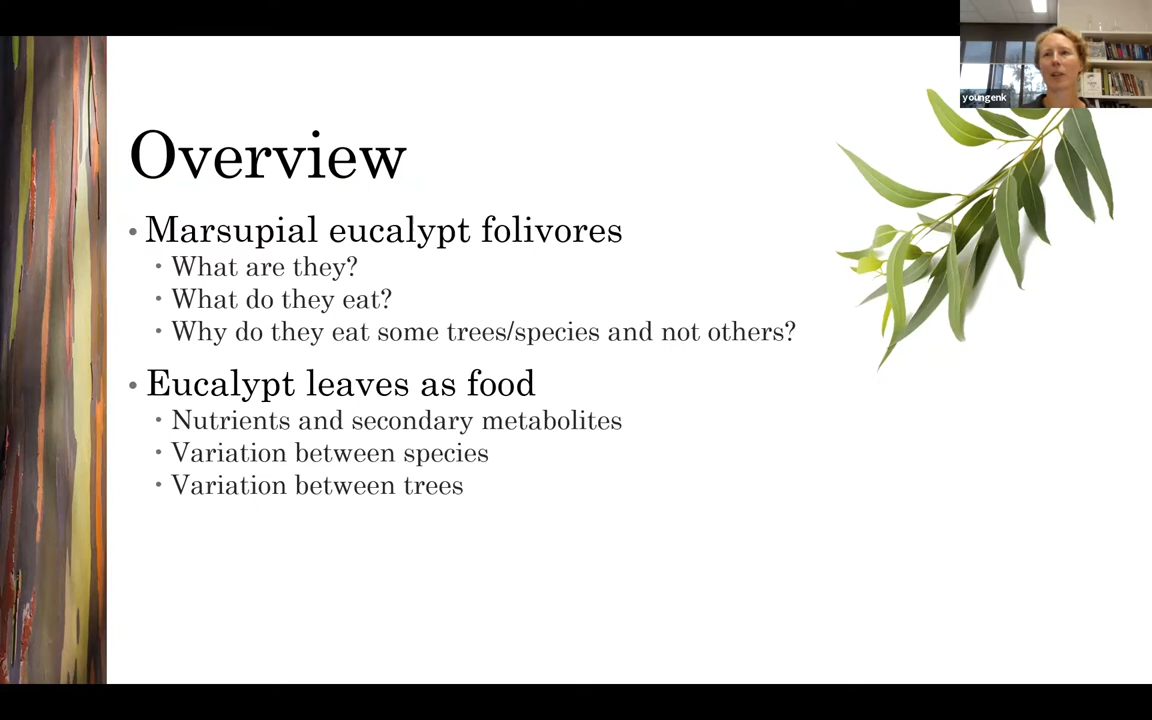 youngenk
Overview
• Marsupial eucalypt folivores
• What are they?
• What do they eat?
• Why do they eat some trees/species and not others?
• Eucalypt leaves as food
• Nutrients and secondary metabolites
• Variation between species
• Variation between trees